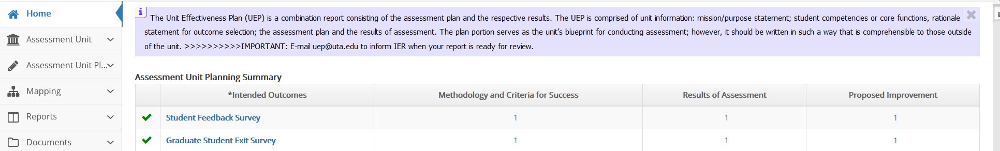 Home
Assessment Unit
Assessment Unit Pl...
Mapping
Reports
Documents
i
The Unit Effectiveness Plan (UEP) is a combination report consisting of the assessment plan and the respective results. The UEP is comprised of unit information: mission/purpose statement; student competencies or core functions, rationale
statement for outcome selection; the assessment plan and the results of assessment. The plan portion serves as the unit’s blueprint for conducting assessment; however, it should be written in such a way that is comprehensible to those outside
of the unit. >>>>>>>>>>IMPORTANT: E-mail uep@uta.edu to inform IER when your report is ready for review.
Assessment Unit Planning Summary
*Intended Outcomes Methodology and Criteria for Success Results of Assessment Proposed Improvement
Student Feedback Survey 1 1 1
Graduate Student Exit Survey 1 1 1